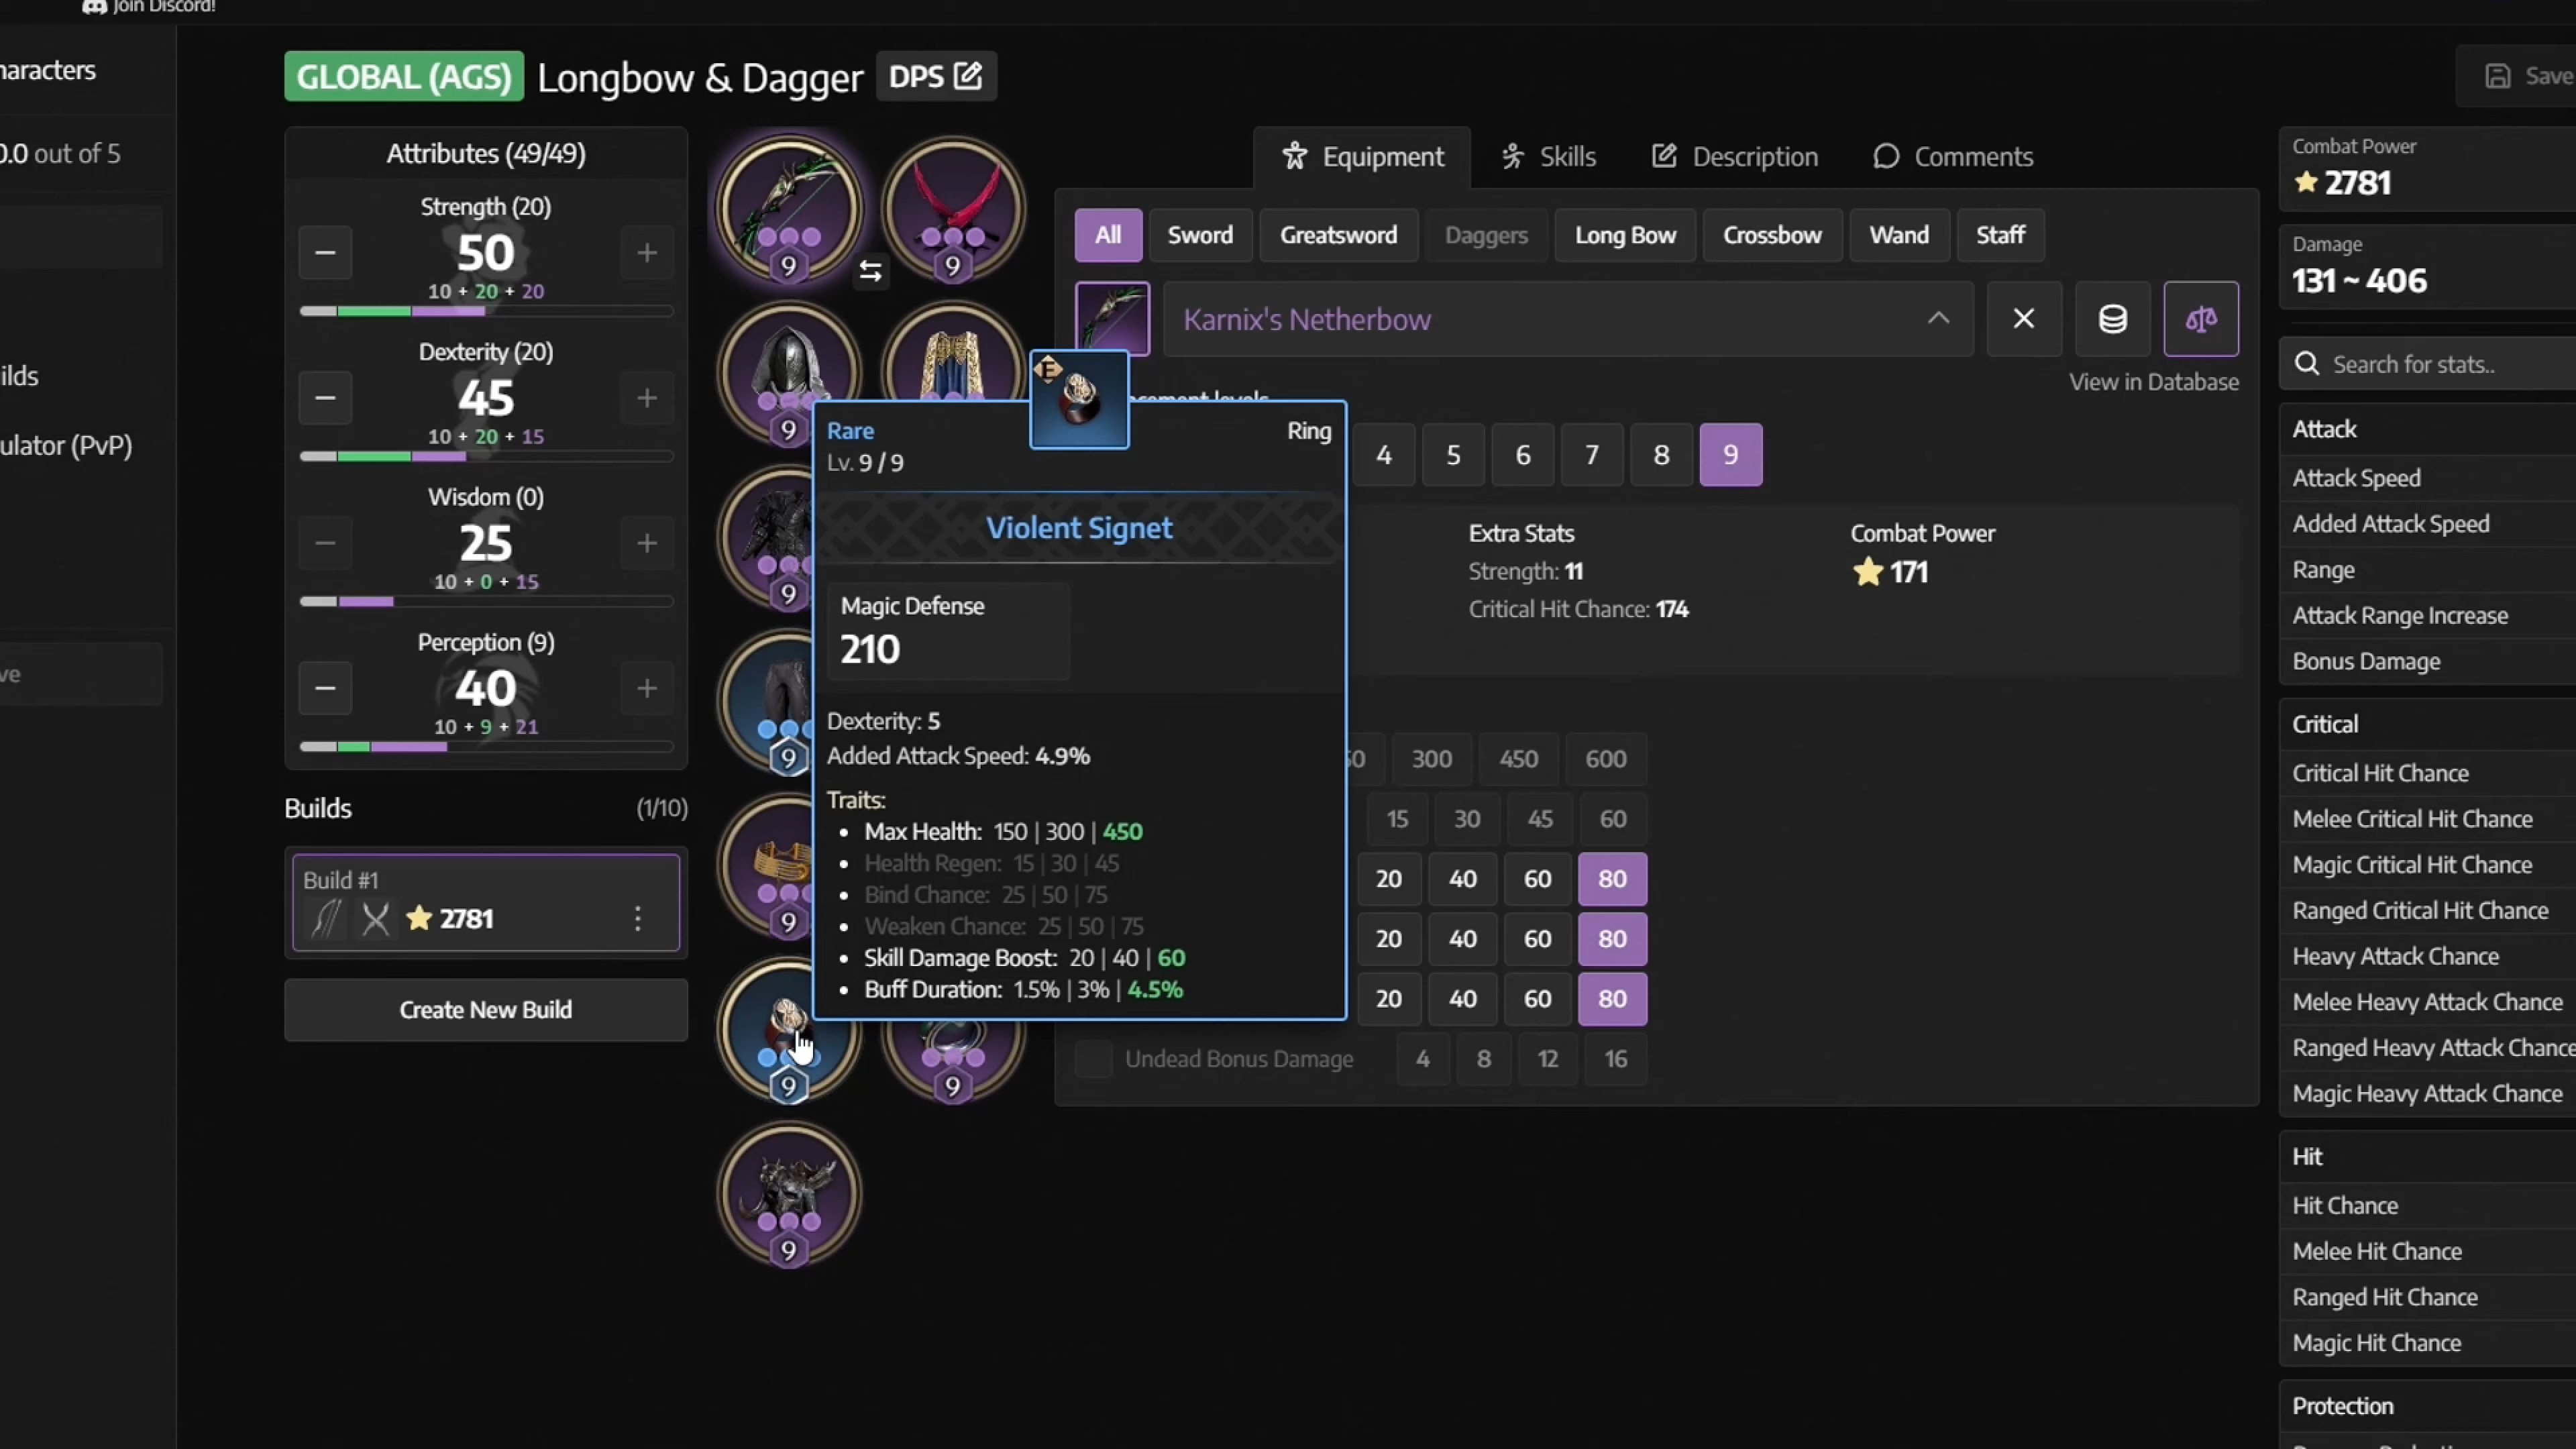 Join Discord!
haracters
0.0 out of 5
ilds
ulator (PvP)
ve
GLOBAL (AGS) Longbow & Dagger DPS
Save
Attributes (49/49)
Strength (20)
50
10 + 20 + 20
Dexterity (20)
45
10 + 20 + 15
Wisdom (0)
25
10 + 0 + 15
Perception (9)
40
10 + 9 + 21
Builds (1/10)
Build #1
2781
Create New Build
9
9
9
9
9
9
9
9
9
Equipment Skills Description Comments
All Sword Greatsword Daggers Long Bow Crossbow Wand Staff
Karnix's Netherbow
View in Database
4 5 6 7 8 9
Extra Stats
Strength: 11
Critical Hit Chance: 174
Combat Power
171
300 450 600
15 30 45 60
20 40 60 80
20 40 60 80
20 40 60 80
Undead Bonus Damage 4 8 12 16
E
Rare Ring
Lv. 9 / 9
Violent Signet
Magic Defense
210
Dexterity: 5
Added Attack Speed: 4.9%
Traits:
• Max Health: 150 | 300 | 450
• Health Regen: 15 | 30 | 45
• Bind Chance: 25 | 50 | 75
• Weaken Chance: 25 | 50 | 75
• Skill Damage Boost: 20 | 40 | 60
• Buff Duration: 1.5% | 3% | 4.5%
Combat Power
2781
Damage
131 ~ 406
Search for stats..
Attack
Attack Speed
Added Attack Speed
Range
Attack Range Increase
Bonus Damage
Critical
Critical Hit Chance
Melee Critical Hit Chance
Magic Critical Hit Chance
Ranged Critical Hit Chance
Heavy Attack Chance
Melee Heavy Attack Chance
Ranged Heavy Attack Chance
Magic Heavy Attack Chance
Hit
Hit Chance
Melee Hit Chance
Ranged Hit Chance
Magic Hit Chance
Protection